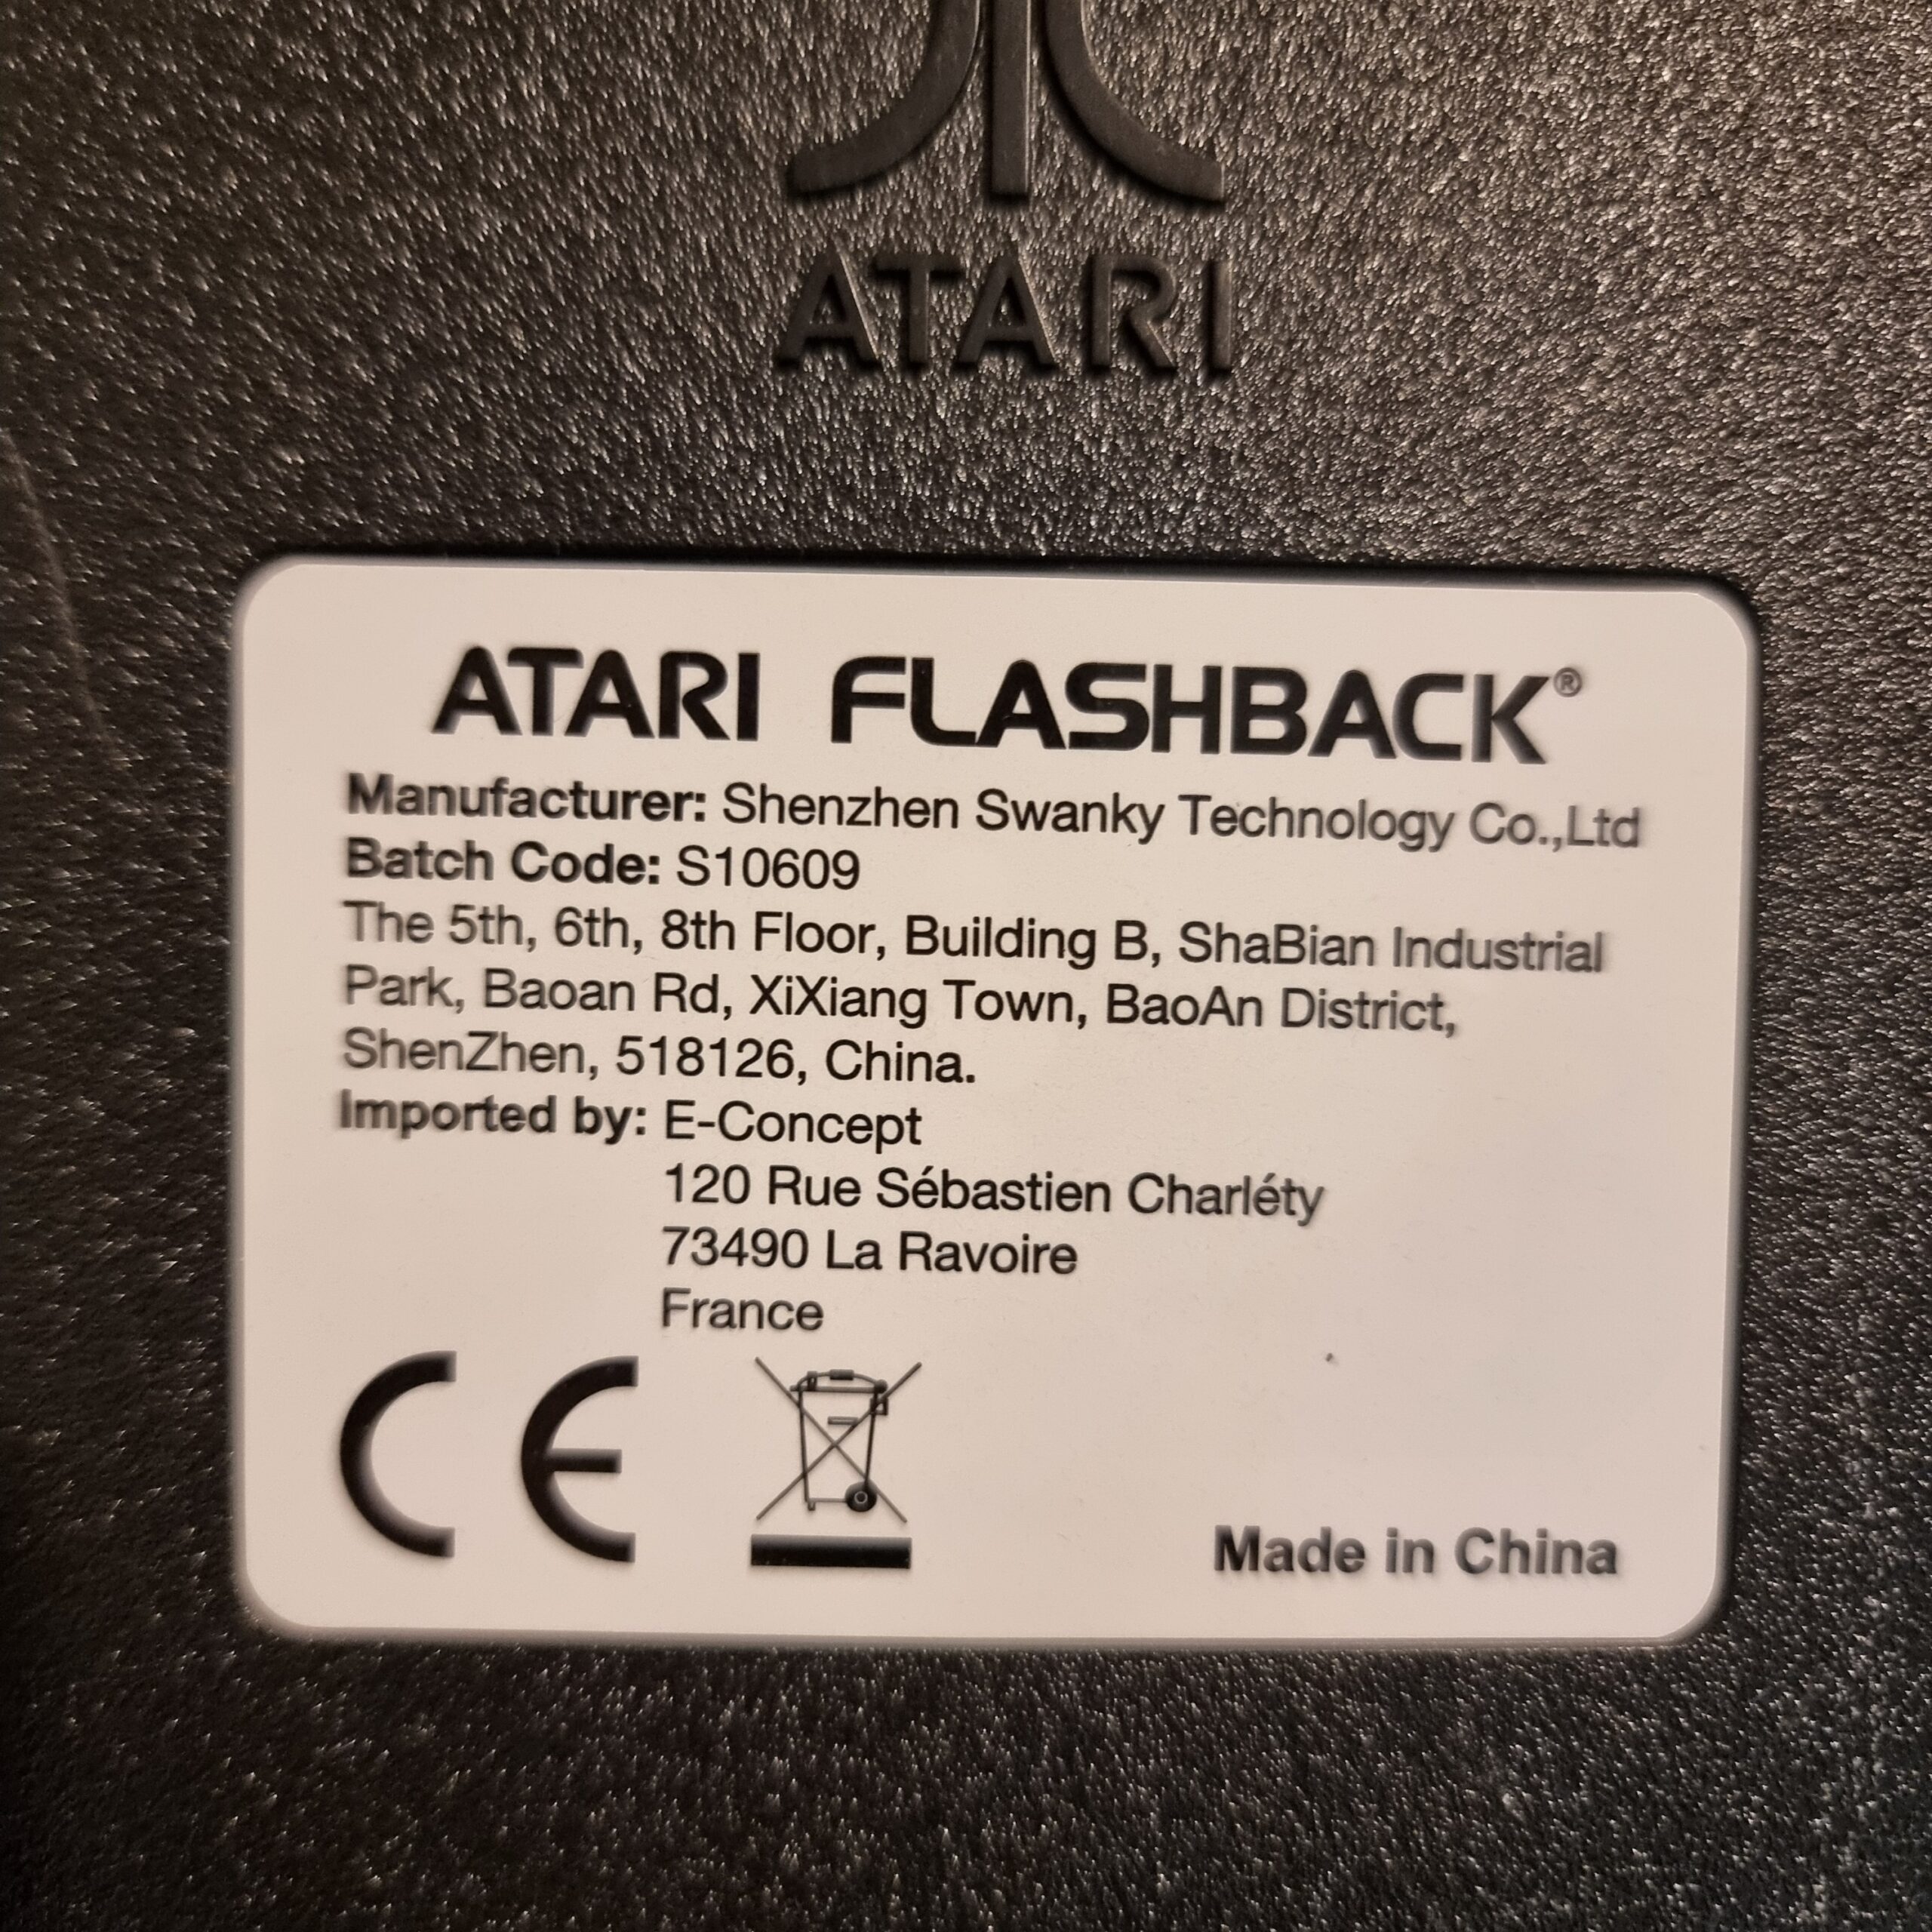 ATARI
ATARI FLASHBACK®
Manufacturer: Shenzhen Swanky Technology Co.,Ltd
Batch Code: S10609
The 5th, 6th, 8th Floor, Building B, ShaBian Industrial
Park, Baoan Rd, XiXiang Town, BaoAn District,
ShenZhen, 518126, China.
Imported by: E-Concept
120 Rue Sébastien Charléty
73490 La Ravoire
France
CE
Made in China